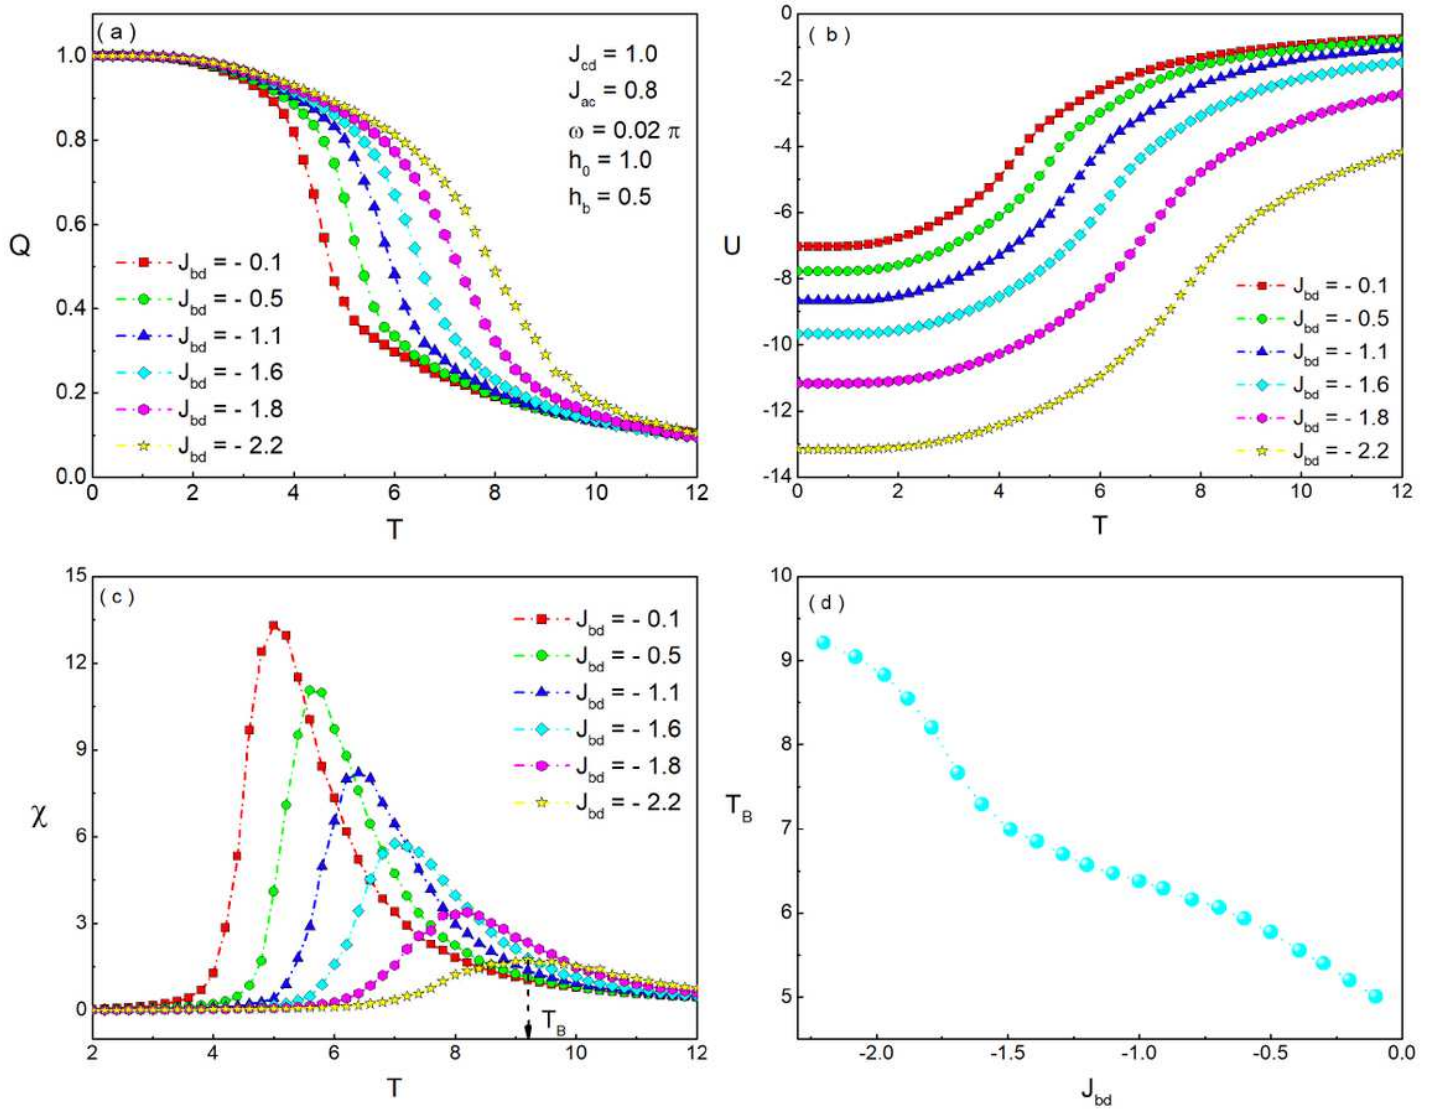 ( a )
1.0
0.8
0.6
0.4
0.2
0.0
Q
J_cd = 1.0
J_ac = 0.8
ω = 0.02 π
h_0 = 1.0
h_b = 0.5
J_bd = - 0.1
J_bd = - 0.5
J_bd = - 1.1
J_bd = - 1.6
J_bd = - 1.8
J_bd = - 2.2
0 2 4 6 8 10 12
T
( b )
0
-2
-4
-6
-8
-10
-12
-14
U
J_bd = - 0.1
J_bd = - 0.5
J_bd = - 1.1
J_bd = - 1.6
J_bd = - 1.8
J_bd = - 2.2
0 2 4 6 8 10 12
T
( c )
15
12
9
6
3
0
χ
J_bd = - 0.1
J_bd = - 0.5
J_bd = - 1.1
J_bd = - 1.6
J_bd = - 1.8
J_bd = - 2.2
T_B
2 4 6 8 10 12
T
( d )
10
9
8
7
6
5
T_B
-2.0 -1.5 -1.0 -0.5 0.0
J_bd